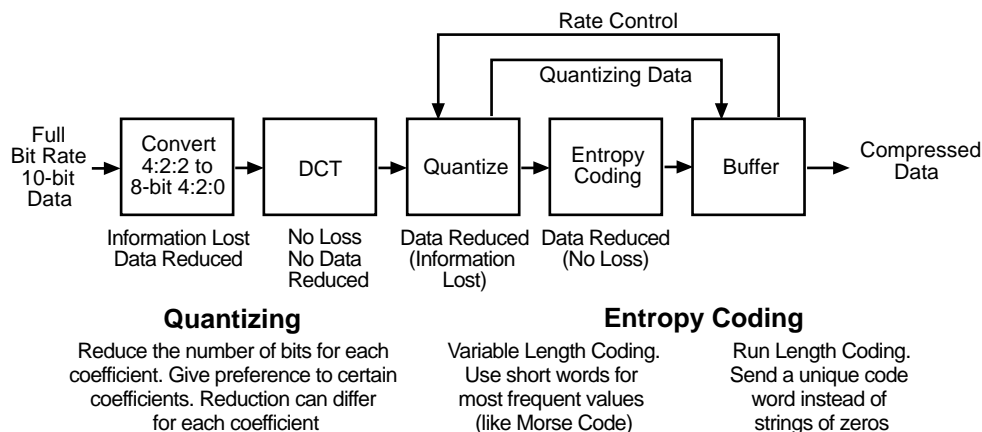 Rate Control
Quantizing Data
Full
Bit Rate
10-bit
Data
Convert
4:2:2 to
8-bit 4:2:0
DCT
Quantize
Entropy
Coding
Buffer
Compressed
Data
Information Lost
Data Reduced
No Loss
No Data
Reduced
Data Reduced
(Information
Lost)
Data Reduced
(No Loss)
Quantizing
Reduce the number of bits for each
coefficient. Give preference to certain
coefficients. Reduction can differ
for each coefficient
Entropy Coding
Variable Length Coding.
Use short words for
most frequent values
(like Morse Code)
Run Length Coding.
Send a unique code
word instead of
strings of zeros